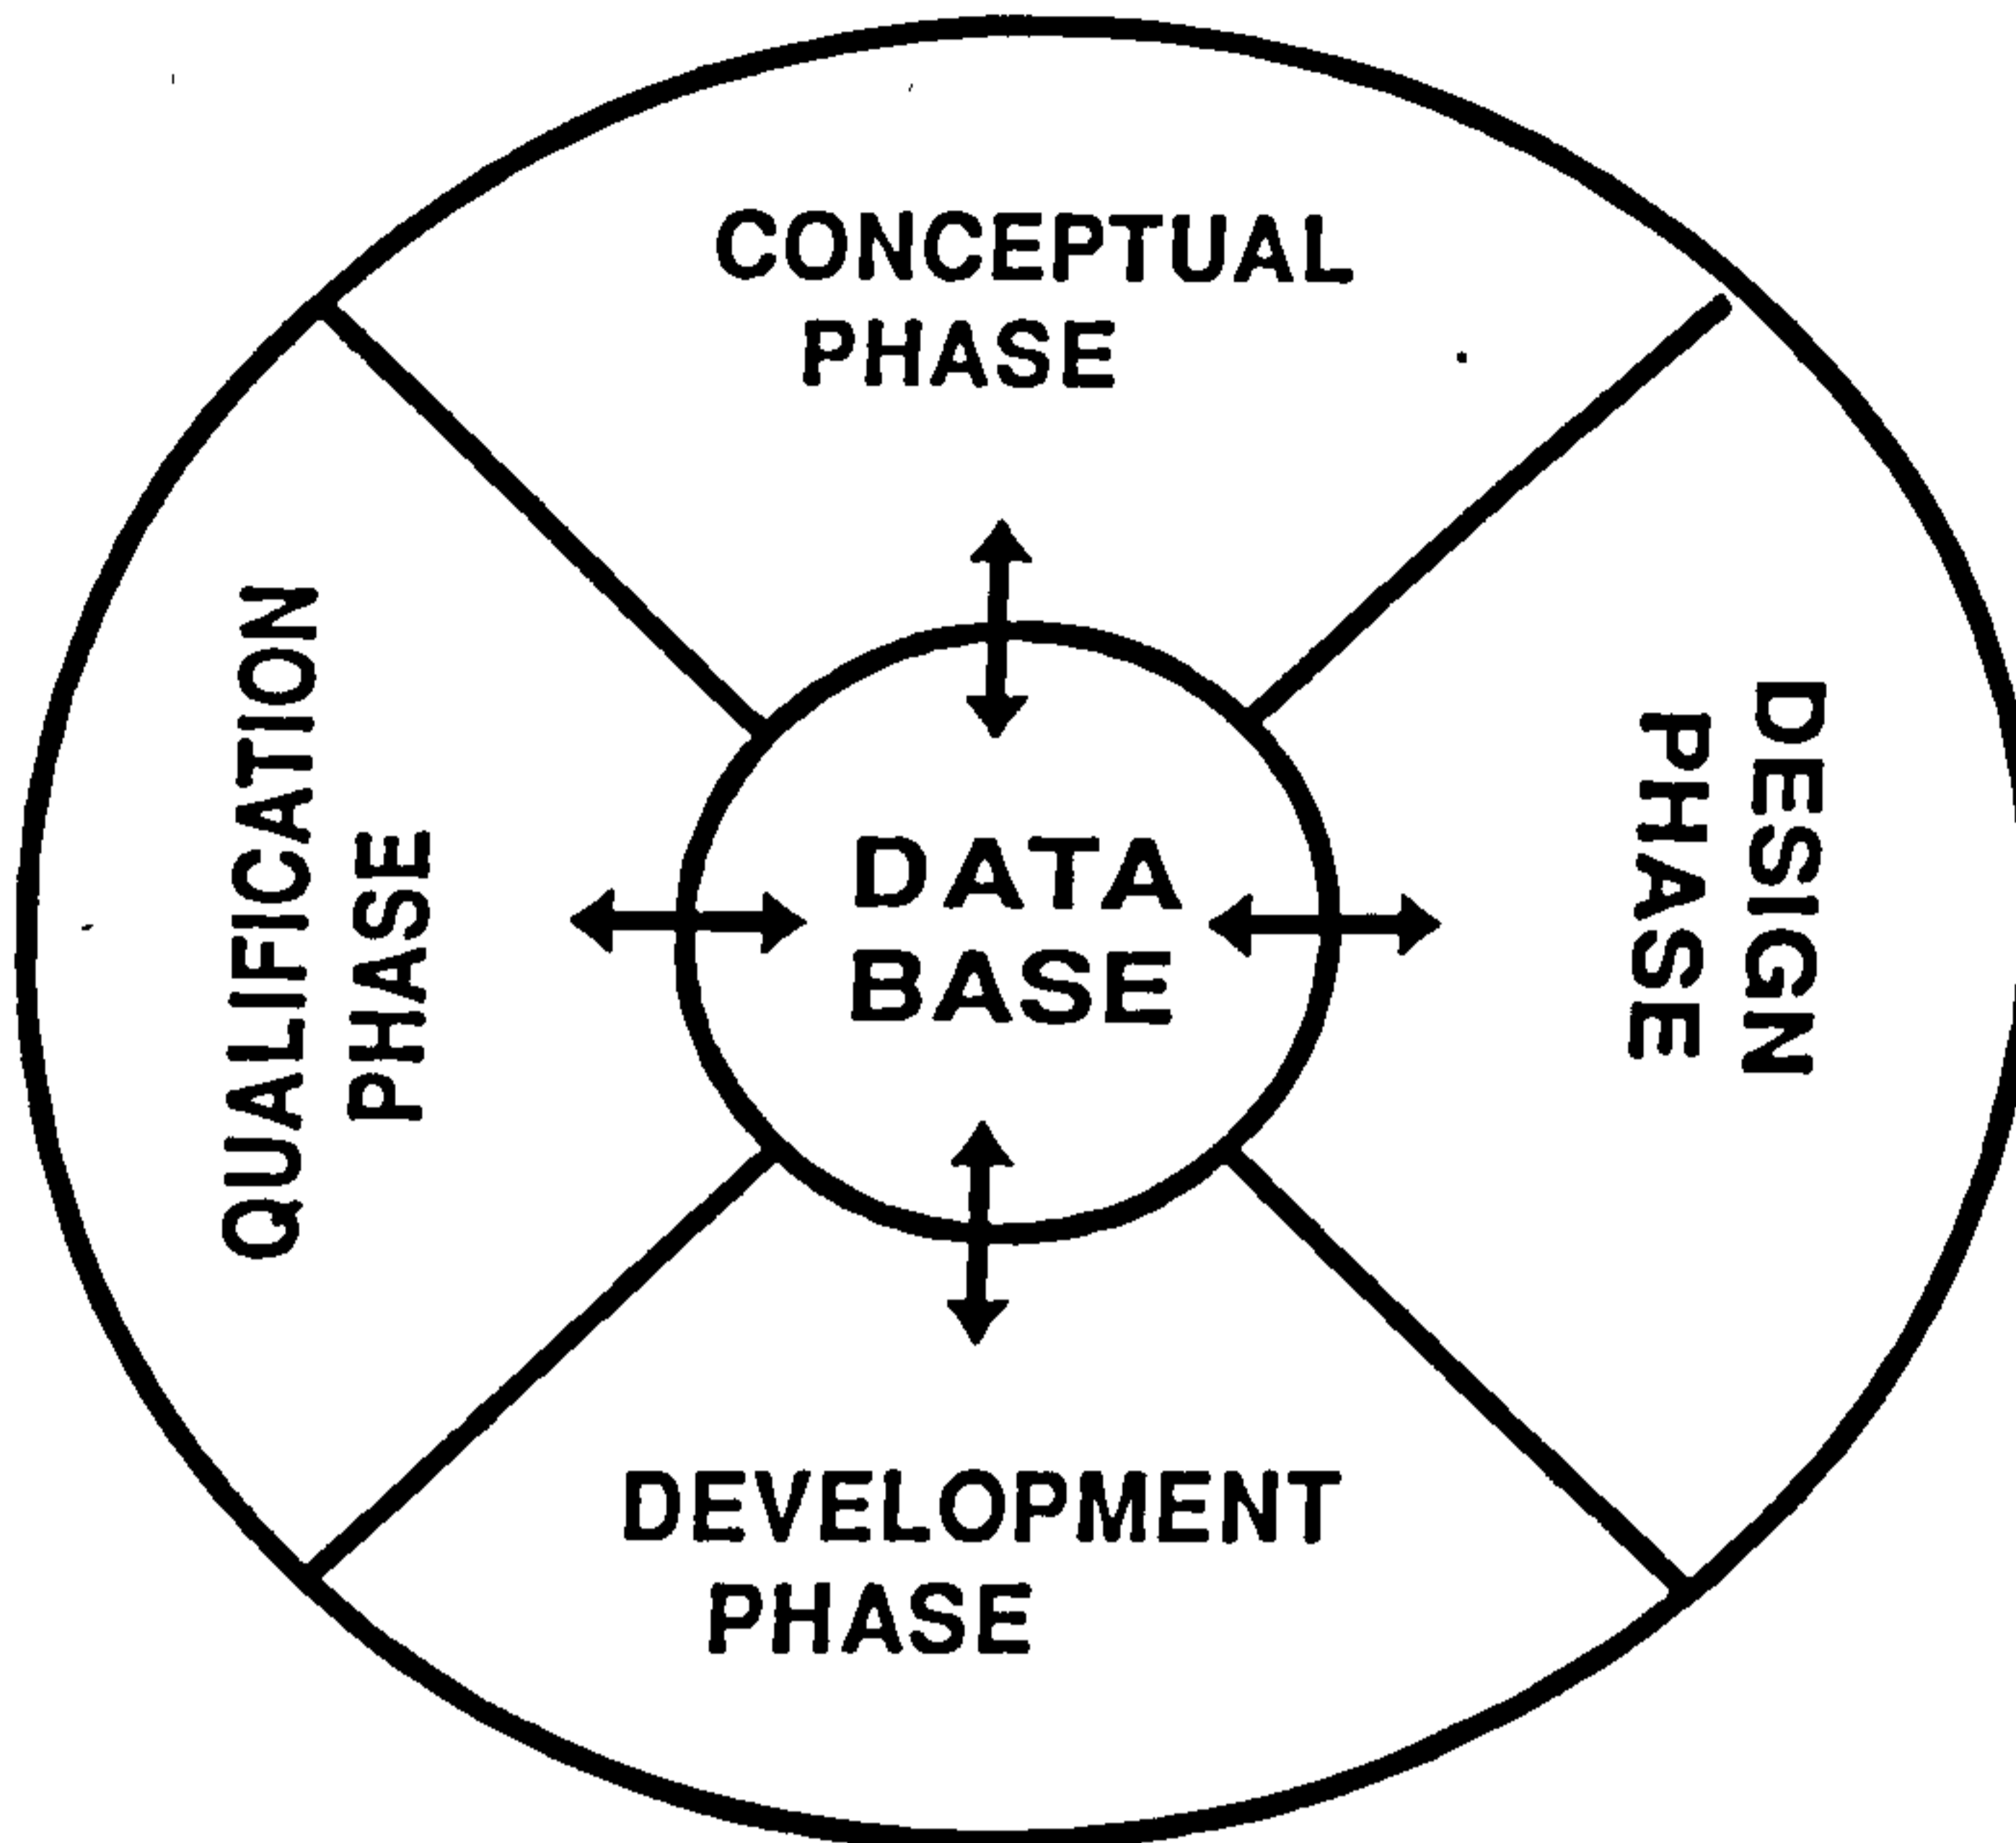 CONCEPTUAL
PHASE
DESIGN
PHASE
DATA
BASE
QUALIFICATION
PHASE
DEVELOPMENT
PHASE